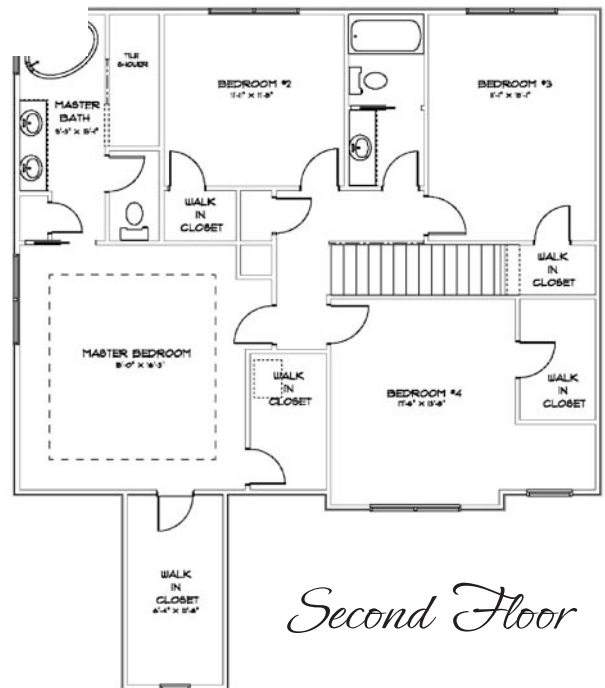 TILE
SHOWER
BEDROOM #2
BEDROOM #3
MASTER
BATH
WALK
IN
CLOSET
WALK
IN
CLOSET
MASTER BEDROOM
WALK
IN
CLOSET
BEDROOM #4
WALK
IN
CLOSET
WALK
IN
CLOSET
Second Floor